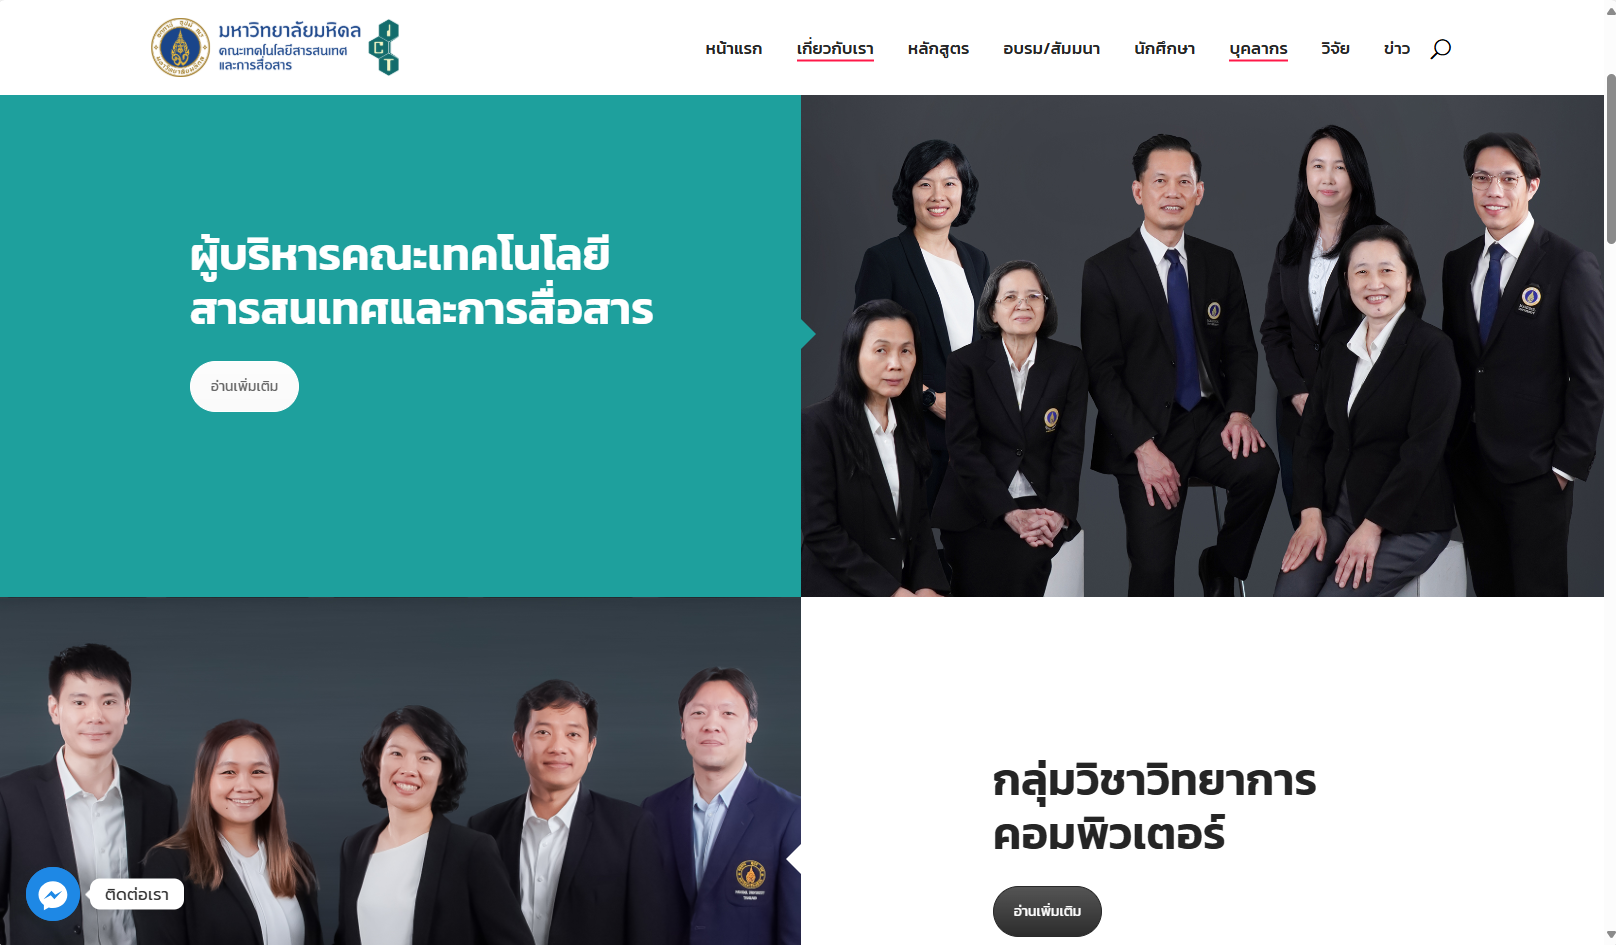 มหาวิทยาลัยมหิดล
คณะเทคโนโลยีสารสนเทศ
และการสื่อสาร
J
C
I
T
หน้าแรก
เกี่ยวกับเรา
หลักสูตร
อบรม/สัมมนา
นักศึกษา
บุคลากร
วิจัย
ข่าว
ผู้บริหารคณะเทคโนโลยี
สารสนเทศและการสื่อสาร
อ่านเพิ่มเติม
กลุ่มวิชาวิทยาการ
คอมพิวเตอร์
อ่านเพิ่มเติม
ติดต่อเรา